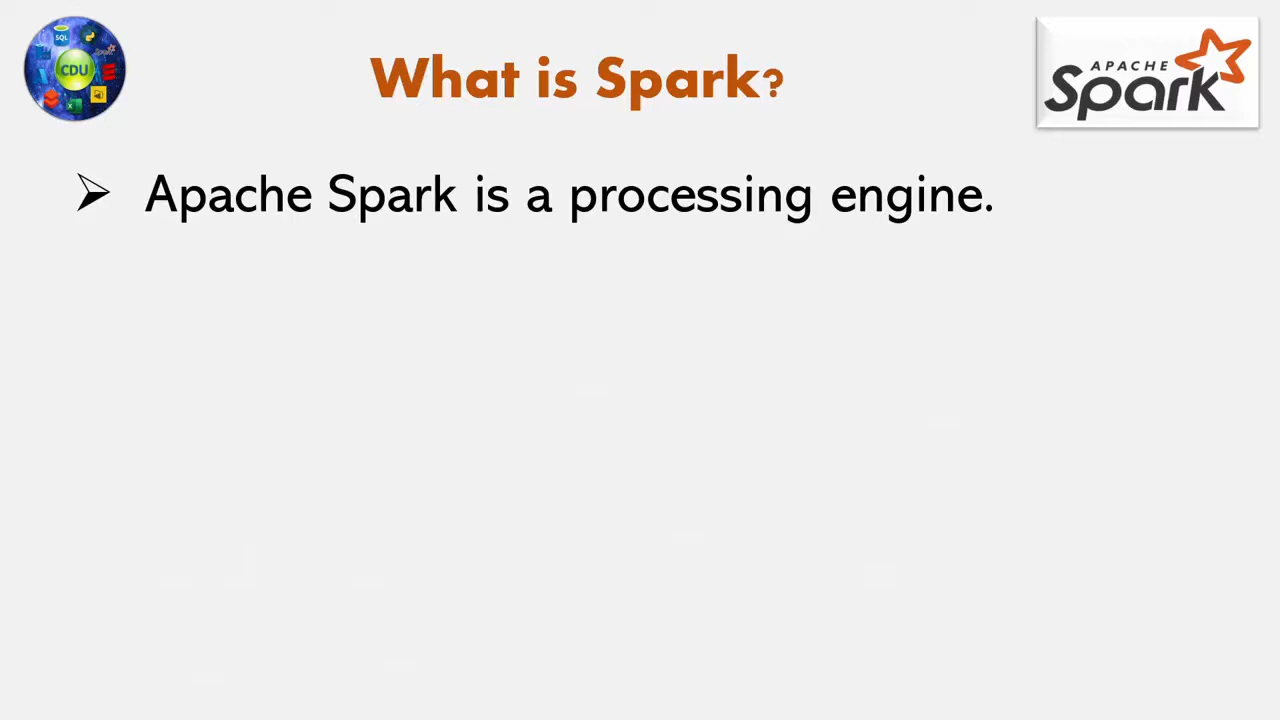 SQL
CDU
What is Spark?
APACHE
Spark
Apache Spark is a processing engine.